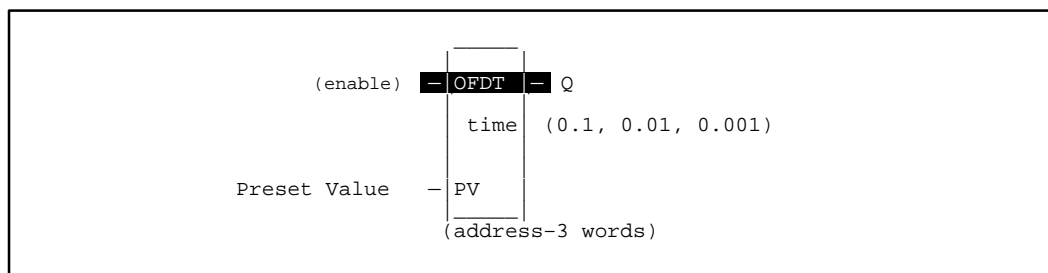 (enable) OFDT Q
time (0.1, 0.01, 0.001)
Preset Value PV
(address–3 words)